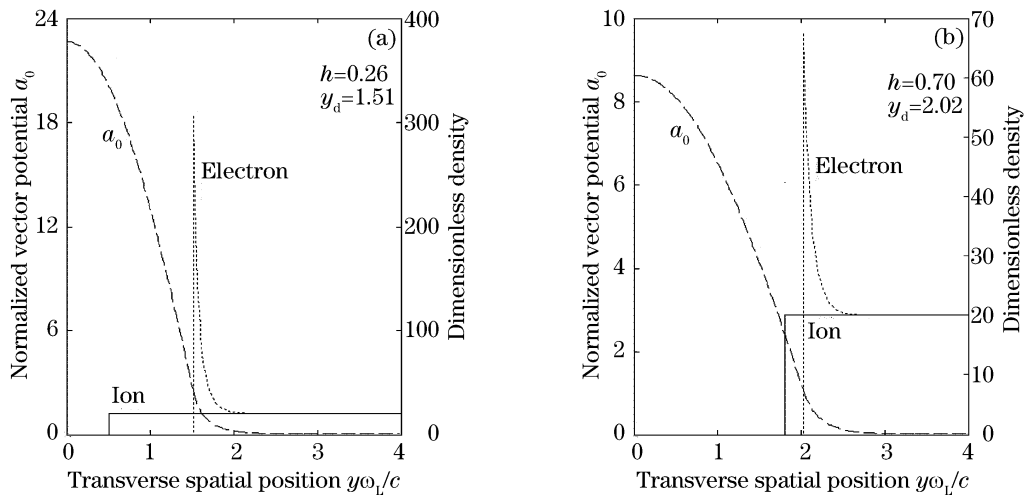 24
18
12
6
0
400
300
200
100
0
0
1
2
3
4
(a)
h=0.26
y_d=1.51
a_0
Electron
Ion
Normalized vector potential a_0
Dimensionless density
Transverse spatial position yω_L/c
10
8
6
4
2
0
70
60
50
40
30
20
10
0
0
1
2
3
4
(b)
h=0.70
y_d=2.02
a_0
Electron
Ion
Normalized vector potential a_0
Dimensionless density
Transverse spatial position yω_L/c